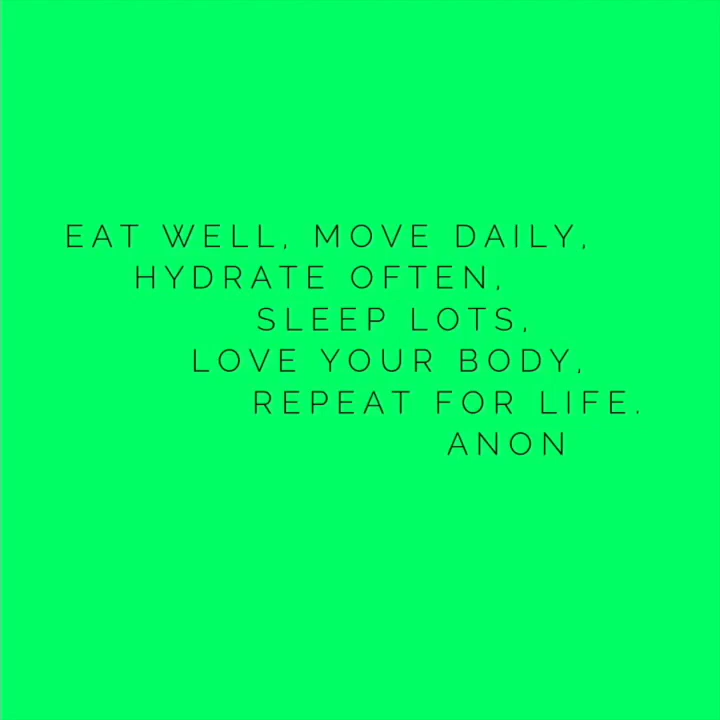 EAT WELL, MOVE DAILY,
HYDRATE OFTEN,
SLEEP LOTS,
LOVE YOUR BODY,
REPEAT FOR LIFE.
ANON